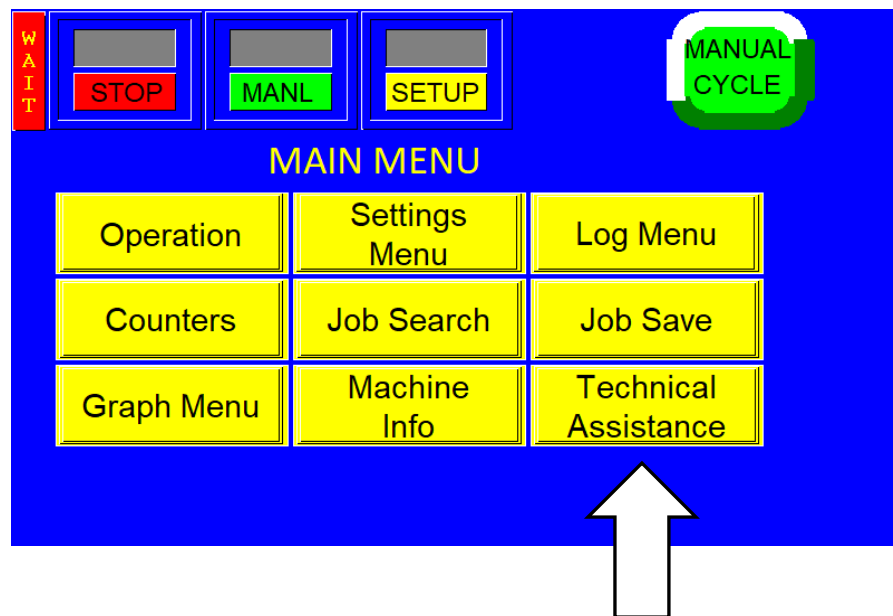 WAIT
STOP
MANL
SETUP
MANUAL
CYCLE
MAIN MENU
Operation
Settings
Menu
Log Menu
Counters
Job Search
Job Save
Graph Menu
Machine
Info
Technical
Assistance